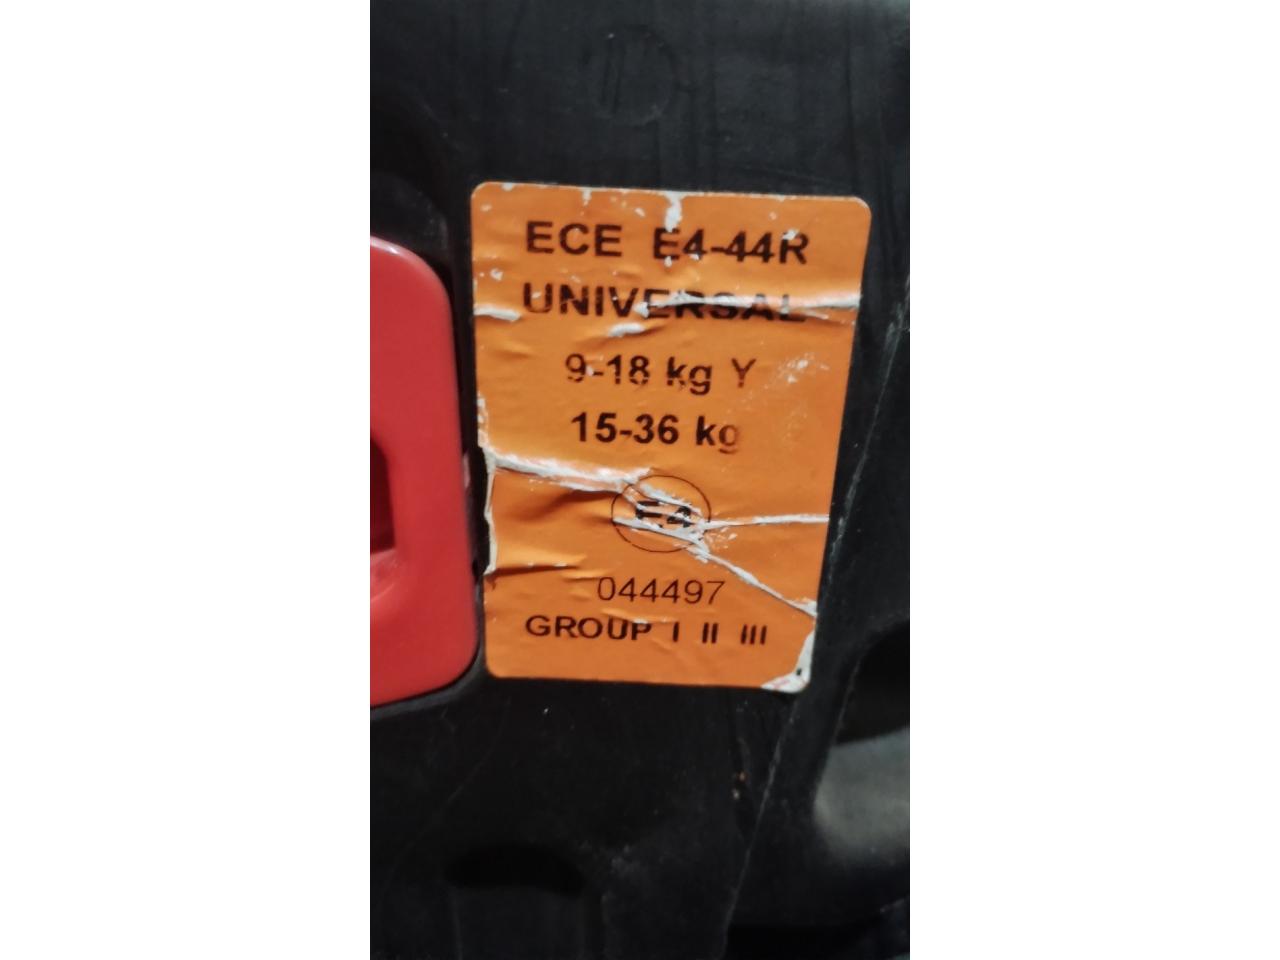 ECE E4-44R
UNIVERSAL
9-18 kg Y
15-36 kg
E4
044497
GROUP I II III